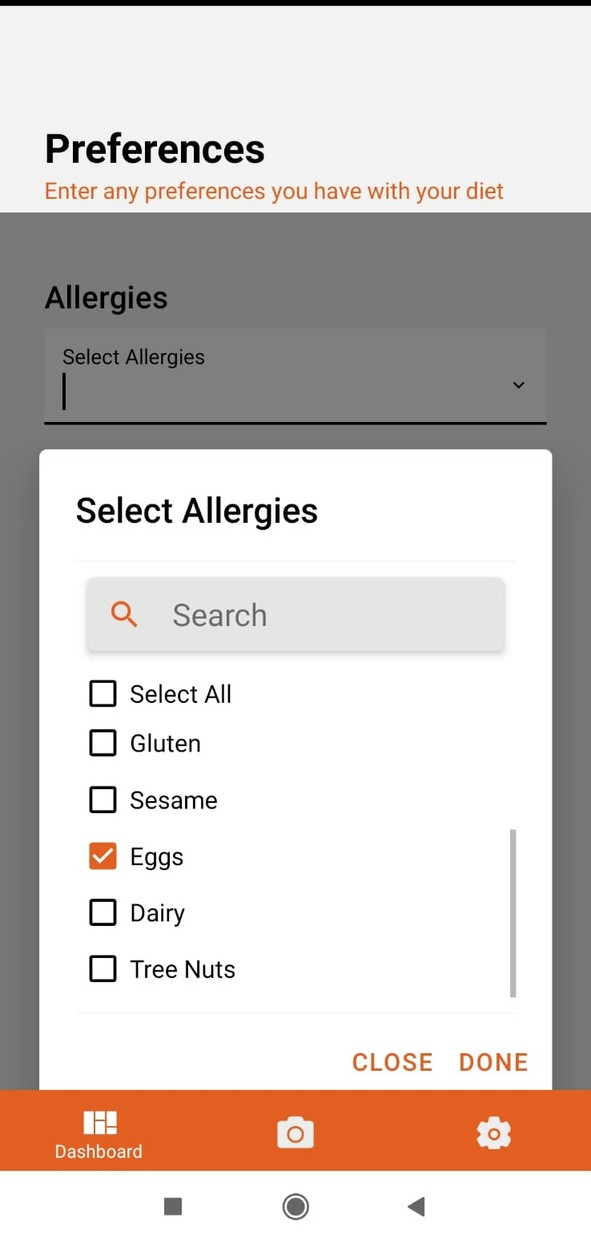 Preferences
Enter any preferences you have with your diet
Allergies
Select Allergies
Select Allergies
Search
Select All
Gluten
Sesame
Eggs
Dairy
Tree Nuts
CLOSE DONE
Dashboard